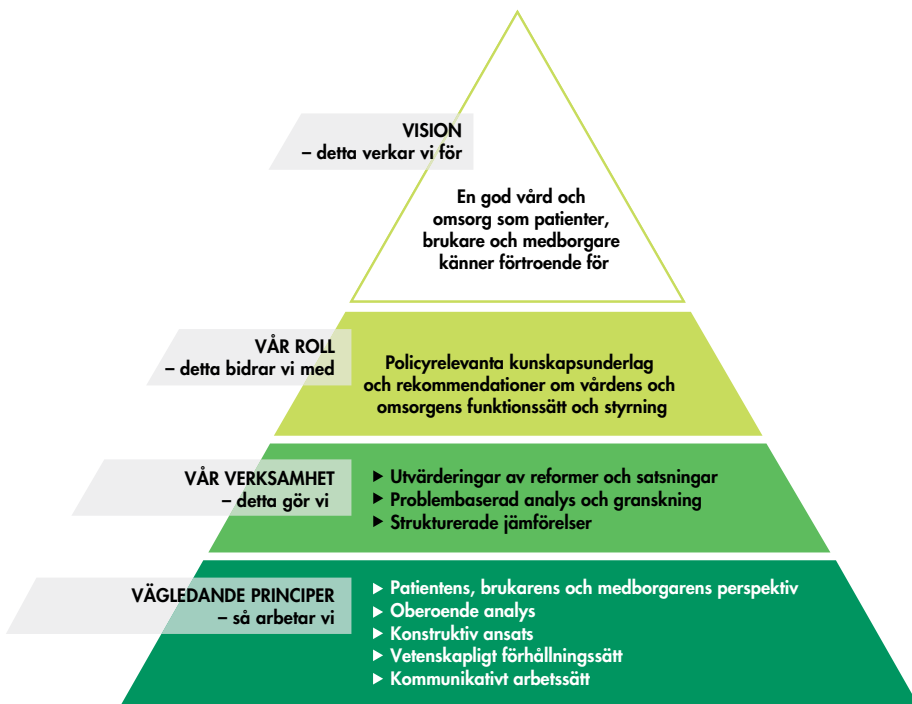 VISION
– detta verkar vi för
En god vård och
omsorg som patienter,
brukare och medborgare
känner förtroende för
VÅR ROLL
– detta bidrar vi med
Policyrelevanta kunskapsunderlag
och rekommendationer om vårdens och
omsorgens funktionssätt och styrning
VÅR VERKSAMHET
– detta gör vi
▶ Utvärderingar av reformer och satsningar
▶ Problembaserad analys och granskning
▶ Strukturerade jämförelser
VÄGLEDANDE PRINCIPER
– så arbetar vi
▶ Patientens, brukarens och medborgarens perspektiv
▶ Oberoende analys
▶ Konstruktiv ansats
▶ Vetenskapligt förhållningssätt
▶ Kommunikativt arbetssätt